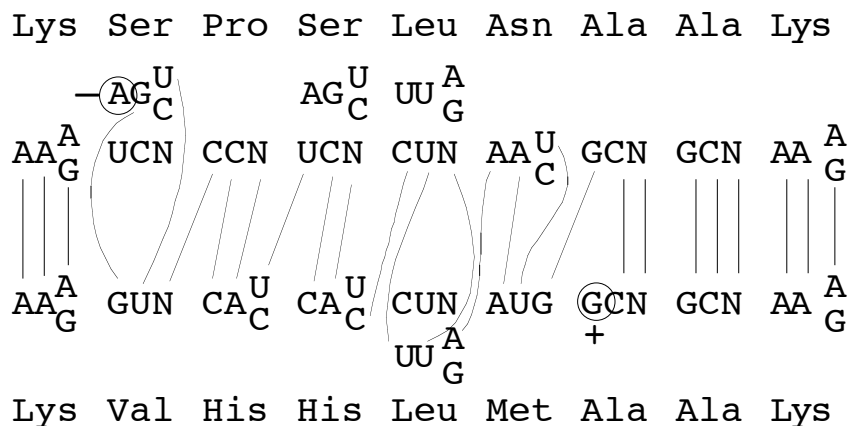 Lys Ser Pro Ser Leu Asn Ala Ala Lys
−AGU/C AGU/C UUA/G
AAA/G UCN CCN UCN CUN AAU/C GCN GCN AAA/G
AAA/G GUN CAU/C CAU/C CUN AUG GCN GCN AAA/G
UUA/G +
Lys Val His His Leu Met Ala Ala Lys